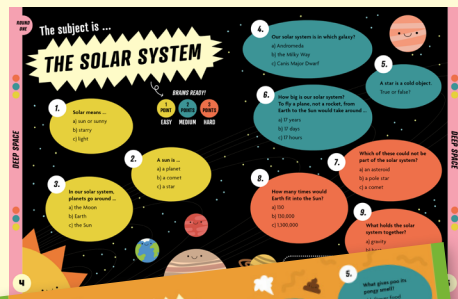 ROUND
ONE
The subject is ...
THE SOLAR SYSTEM
BRAINS READY!
1
POINT
2
POINTS
3
POINTS
EASY
MEDIUM
HARD
1.
Solar means ...
a) sun or sunny
b) starry
c) light
2.
A sun is ...
a) a planet
b) a comet
c) a star
3.
In our solar system,
planets go around ...
a) the Moon
b) Earth
c) the Sun
4.
Our solar system is in which galaxy?
a) Andromeda
b) the Milky Way
c) Canis Major Dwarf
5.
A star is a cold object.
True or false?
6.
How big is our solar system?
To fly a plane, not a rocket, from
Earth to the Sun would take around ...
a) 17 years
b) 17 days
c) 17 hours
7.
Which of these could not be
part of the solar system?
a) an asteroid
b) a pole star
c) a comet
8.
How many times would
Earth fit into the Sun?
a) 130
b) 130,000
c) 1,300,000
9.
What holds the solar
system together?
a) gravity
DEEP SPACE
DEEP SPACE
4
5.
What gives poo its
pongy smell?